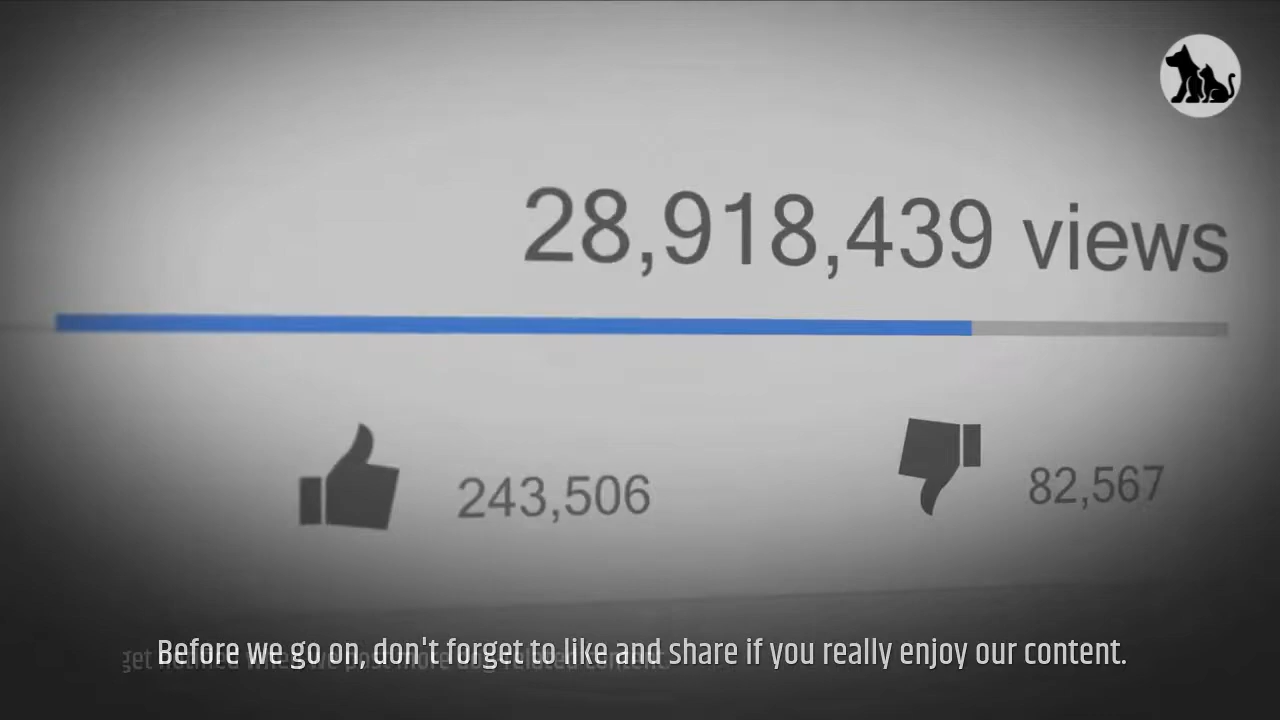 28,918,439 views
243,506
82,567
Before we go on, don't forget to like and share if you really enjoy our content.